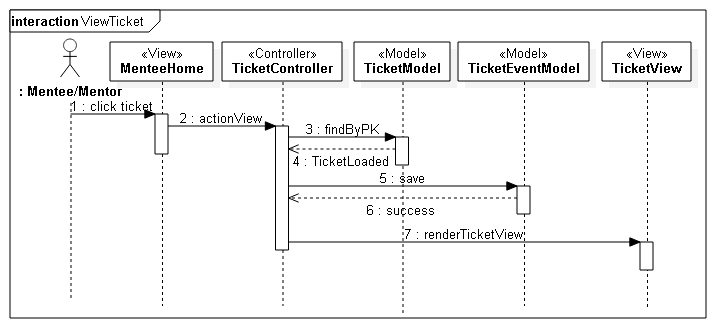 interaction ViewTicket
«View»
MenteeHome
«Controller»
TicketController
«Model»
TicketModel
«Model»
TicketEventModel
«View»
TicketView
: Mentee/Mentor
1 : click ticket
2 : actionView
3 : findByPK
4 : TicketLoaded
5 : save
6 : success
7 : renderTicketView